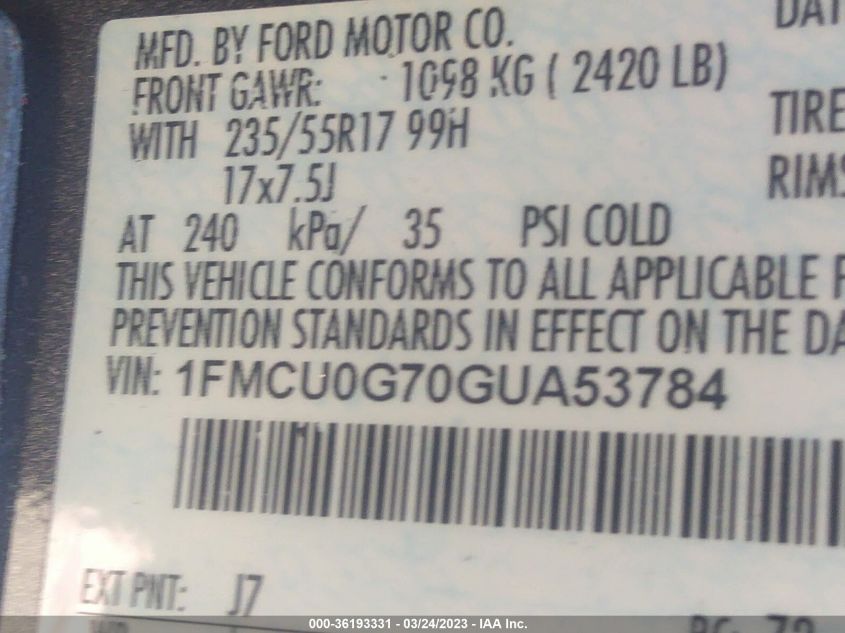 MFD. BY FORD MOTOR CO.
DAT
FRONT GAWR: 1098 KG ( 2420 LB)
WITH 235/55R17 99H
TIRE
17x7.5J
RIMS
AT 240 kPa/ 35 PSI COLD
THIS VEHICLE CONFORMS TO ALL APPLICABLE F
PREVENTION STANDARDS IN EFFECT ON THE DA
VIN: 1FMCU0G70GUA53784
EXT PNT: J7
000-36193331 - 03/24/2023 - IAA Inc.